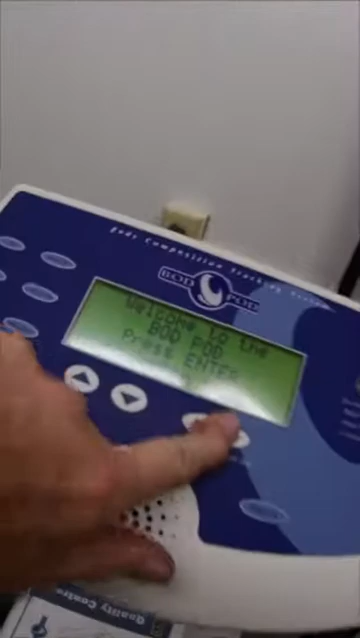 Body Composition Tracking System
BOD POD
Welcome to the
BOD POD
Press ENTER
Quality Control